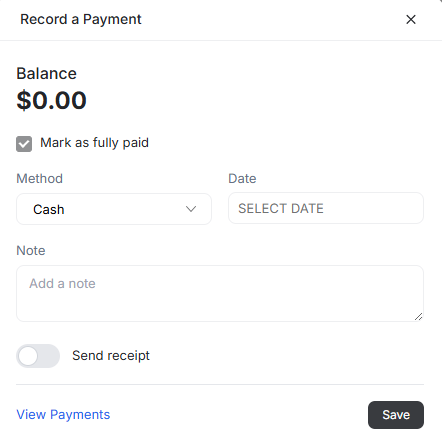 Record a Payment
Balance
$0.00
Mark as fully paid
Method
Date
Cash
SELECT DATE
Note
Add a note
Send receipt
View Payments
Save